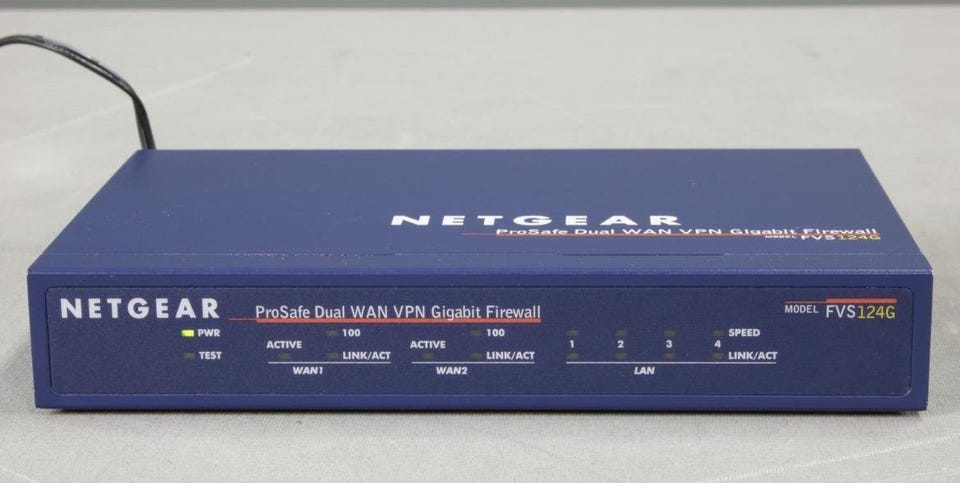 NETGEAR
ProSafe Dual WAN VPN Gigabit Firewall
MODEL FVS124G
NETGEAR ProSafe Dual WAN VPN Gigabit Firewall MODEL FVS124G
PWR 100 100 SPEED
ACTIVE ACTIVE 1 2 3 4
TEST LINK/ACT LINK/ACT LINK/ACT
WAN1 WAN2 LAN